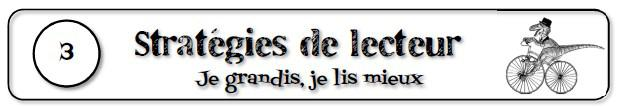 3
Stratégies de lecteur
Je grandis, je lis mieux